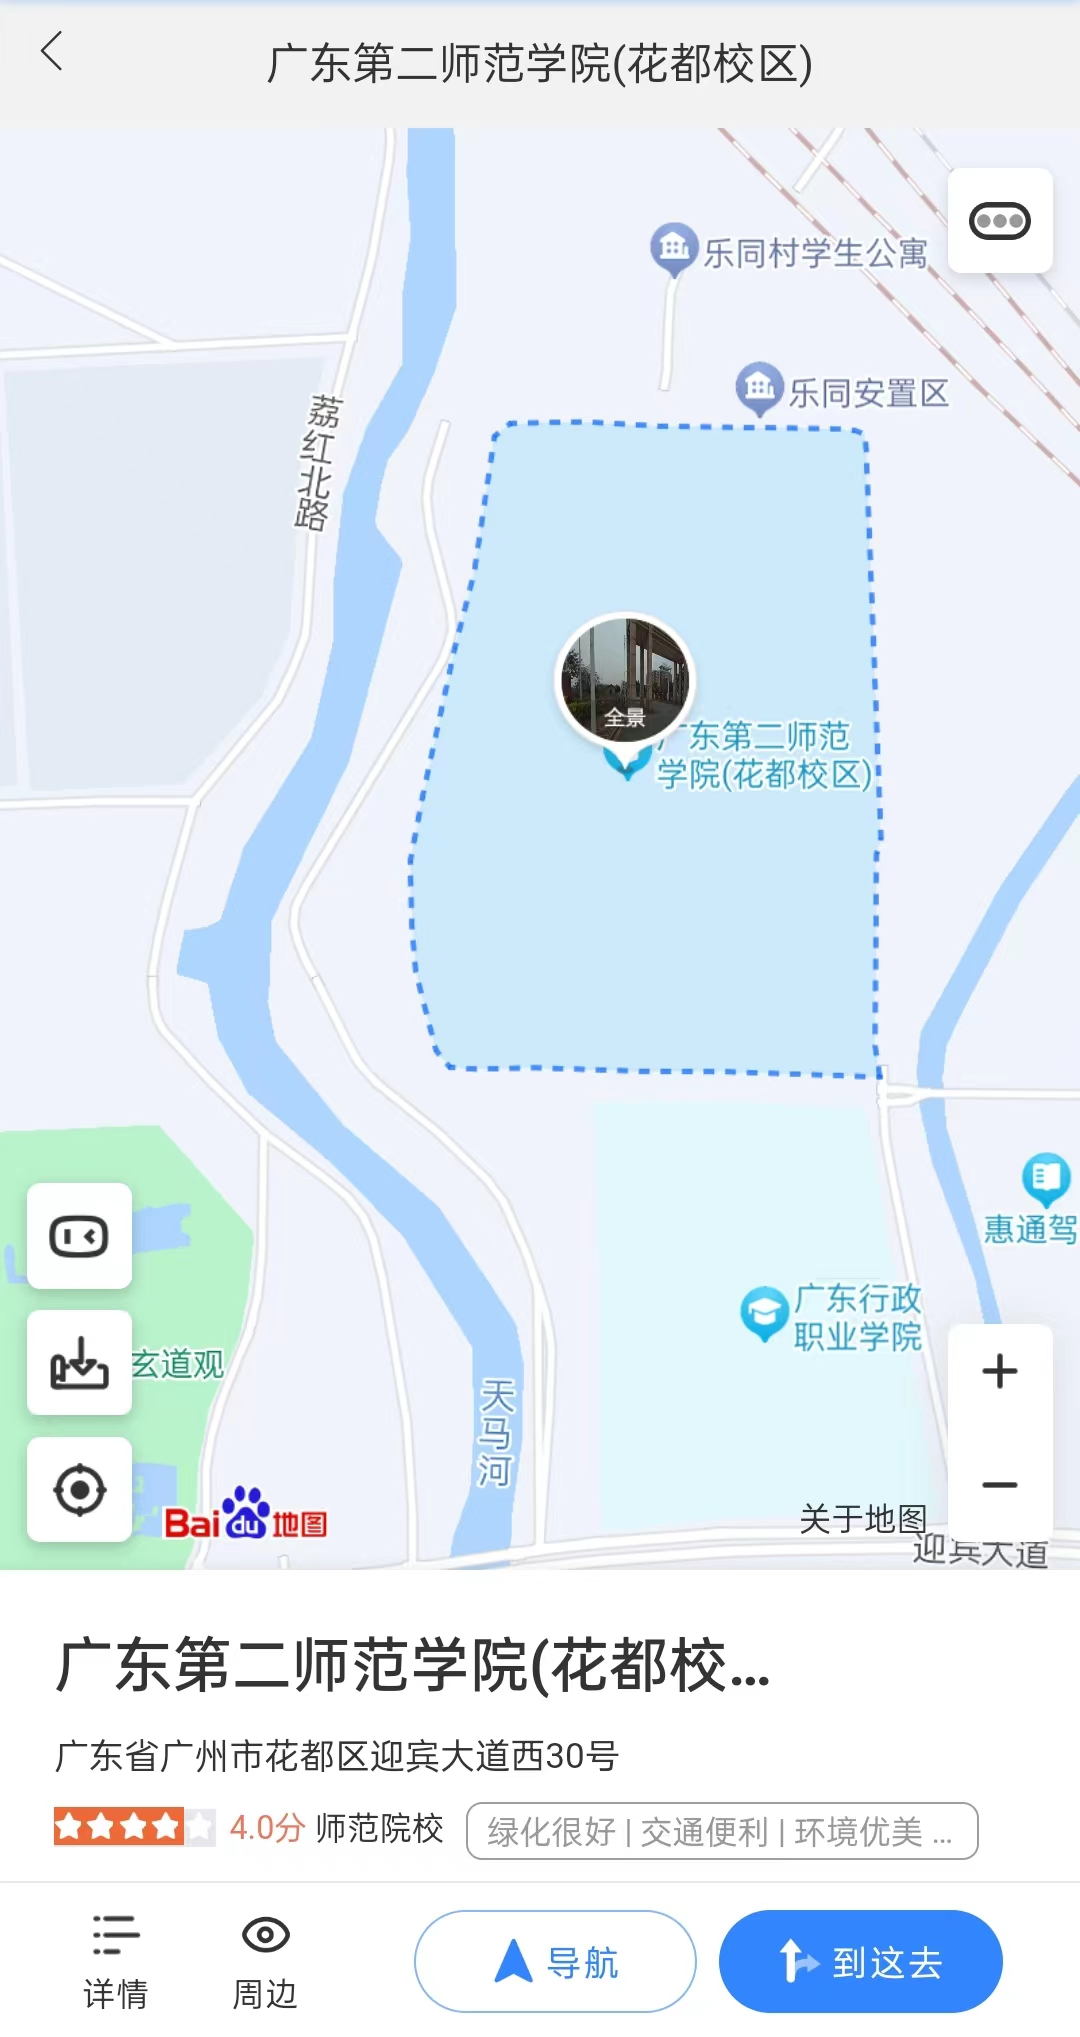 广东第二师范学院(花都校区)
乐同村学生公寓
乐同安置区
荔红北路
全景
广东第二师范
学院(花都校区)
惠通驾
广东行政
职业学院
玄道观
天马河
Bai du 地图
关于地图
迎宾大道
广东第二师范学院(花都校...
广东省广州市花都区迎宾大道西30号
4.0分 师范院校 绿化很好 | 交通便利 | 环境优美 ...
详情 周边 导航 到这去